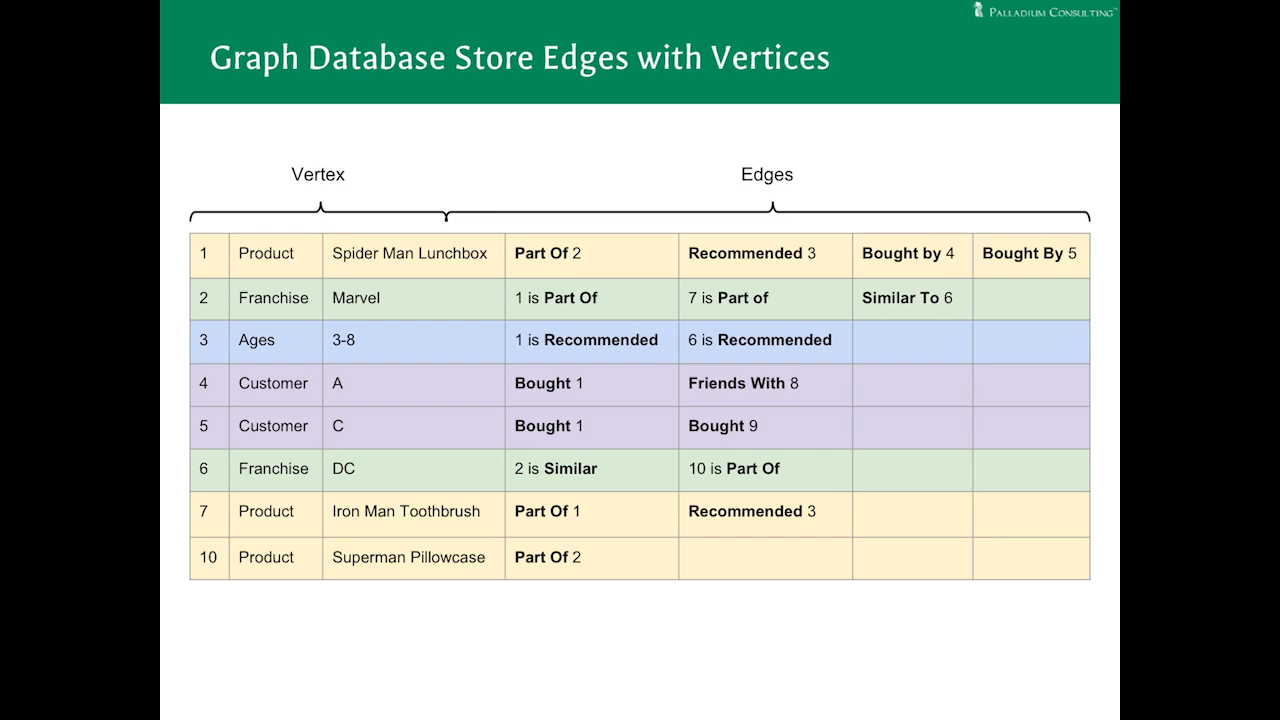 PALLADIUM CONSULTING™
Graph Database Store Edges with Vertices
Vertex Edges
1 Product Spider Man Lunchbox Part Of 2 Recommended 3 Bought by 4 Bought By 5
2 Franchise Marvel 1 is Part Of 7 is Part of Similar To 6
3 Ages 3-8 1 is Recommended 6 is Recommended
4 Customer A Bought 1 Friends With 8
5 Customer C Bought 1 Bought 9
6 Franchise DC 2 is Similar 10 is Part Of
7 Product Iron Man Toothbrush Part Of 1 Recommended 3
10 Product Superman Pillowcase Part Of 2